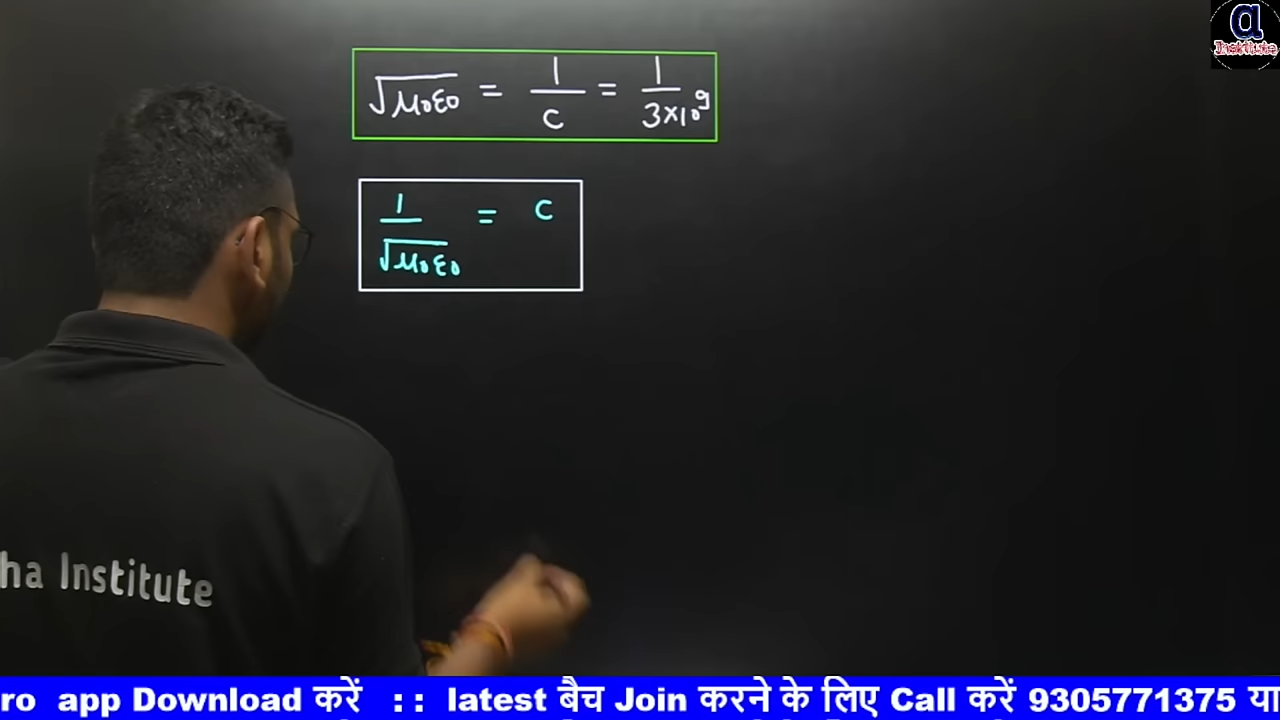 a
Institute
√μ₀ε₀ = 1/c = 1/3×10⁹
1/√μ₀ε₀ = c
ha Institute
ro app Download करें :: latest बैच Join करने के लिए Call करें 9305771375 या